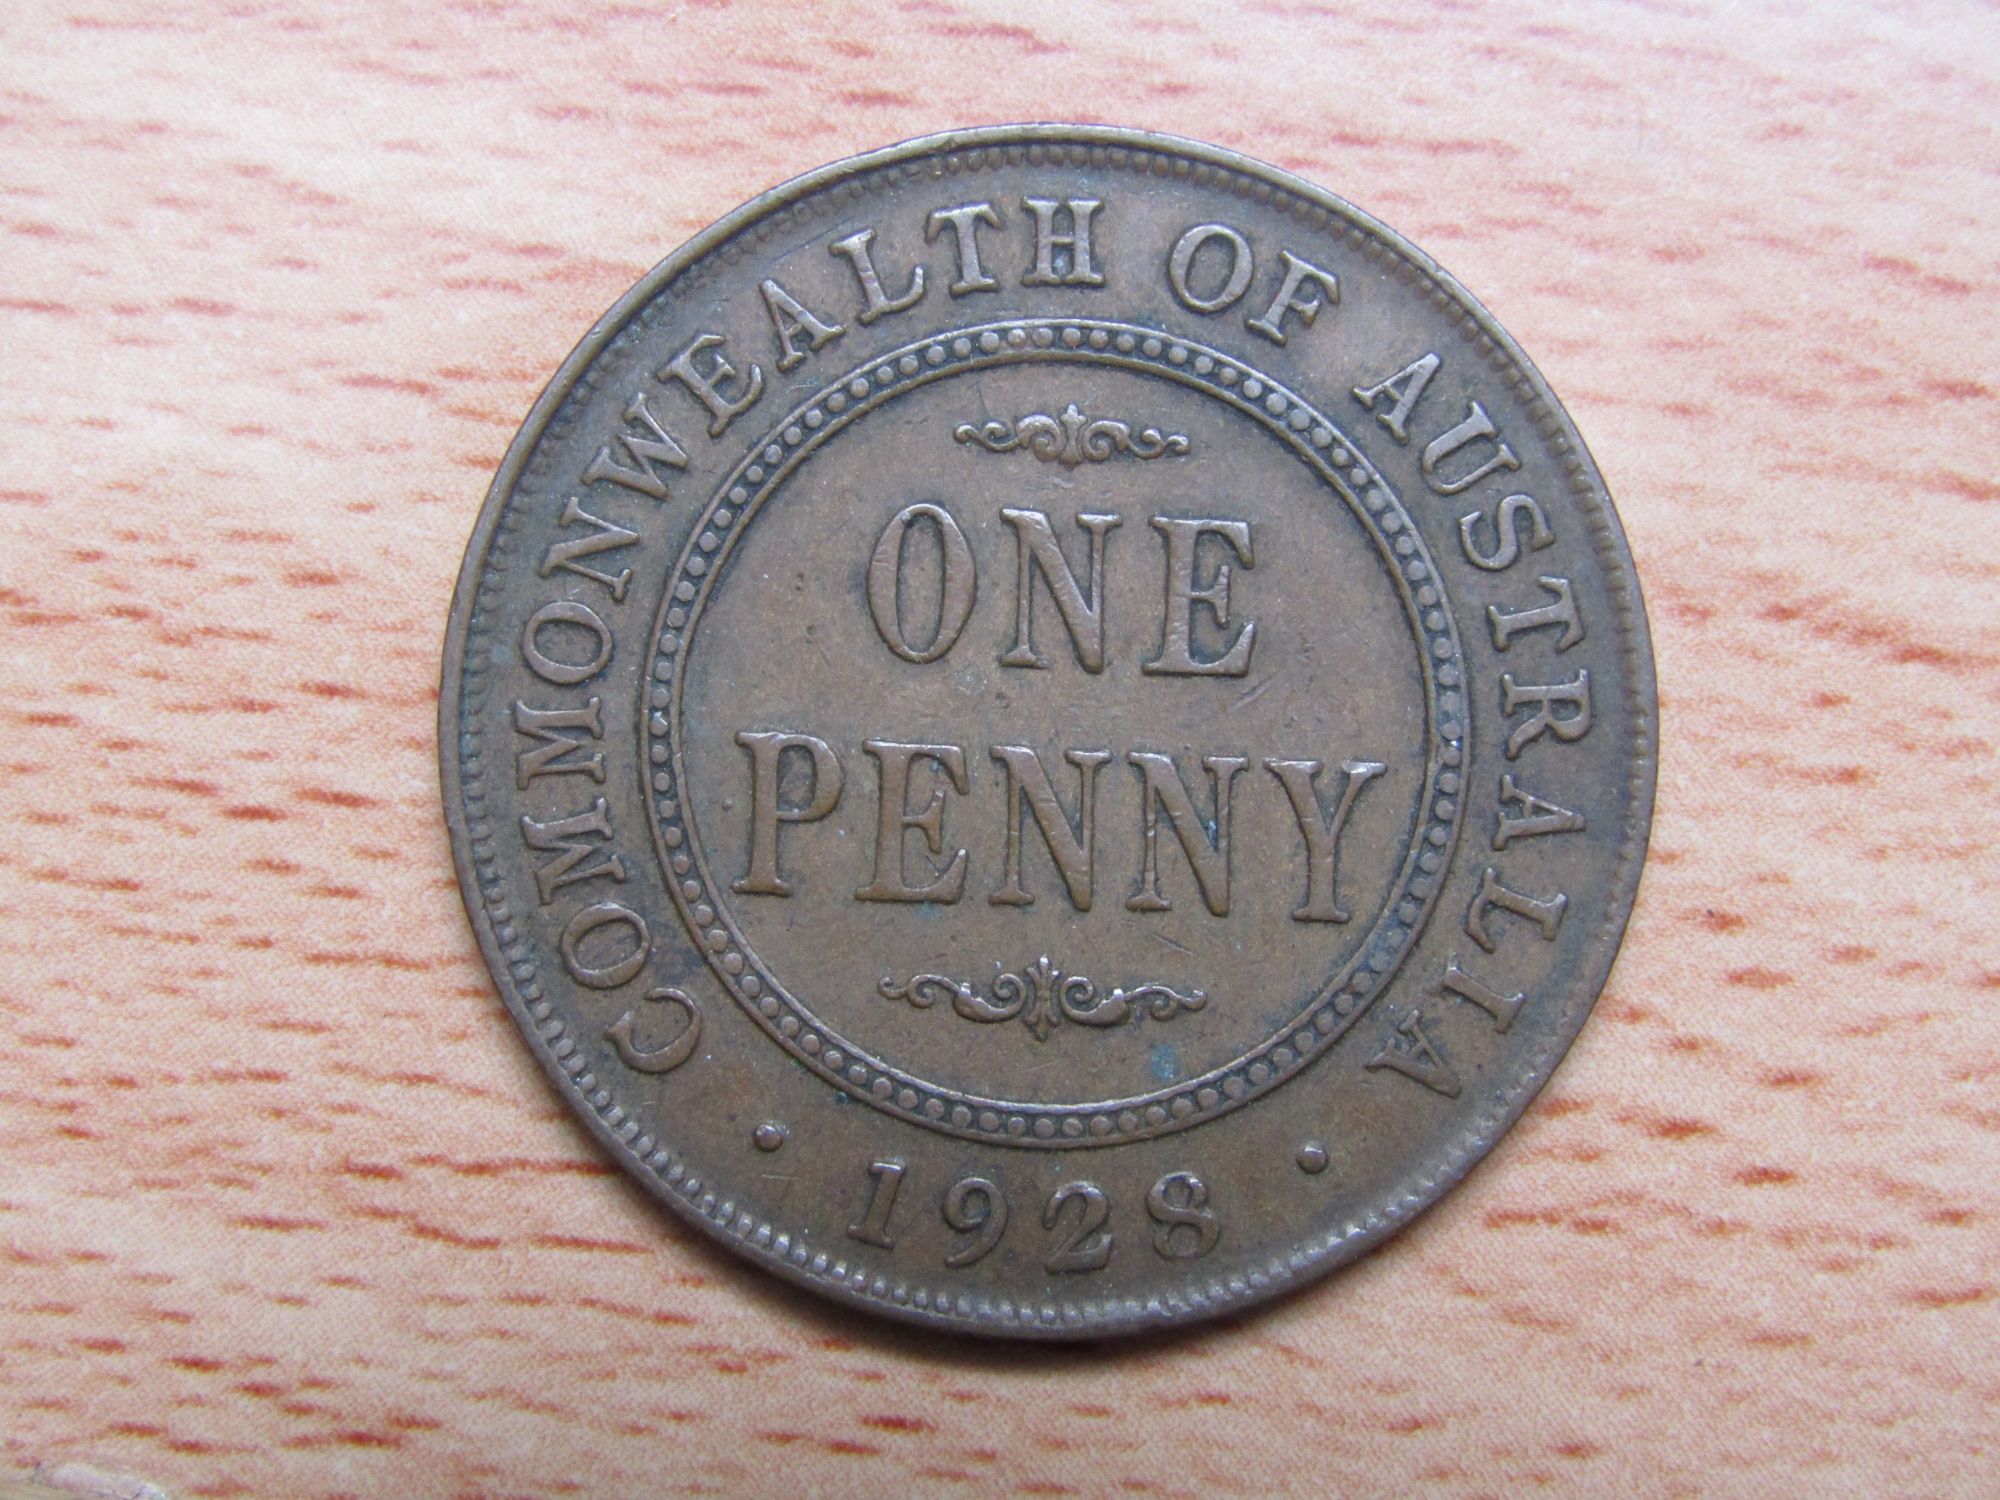 COMMONWEALTH OF AUSTRALIA
ONE
PENNY
· 1928 ·